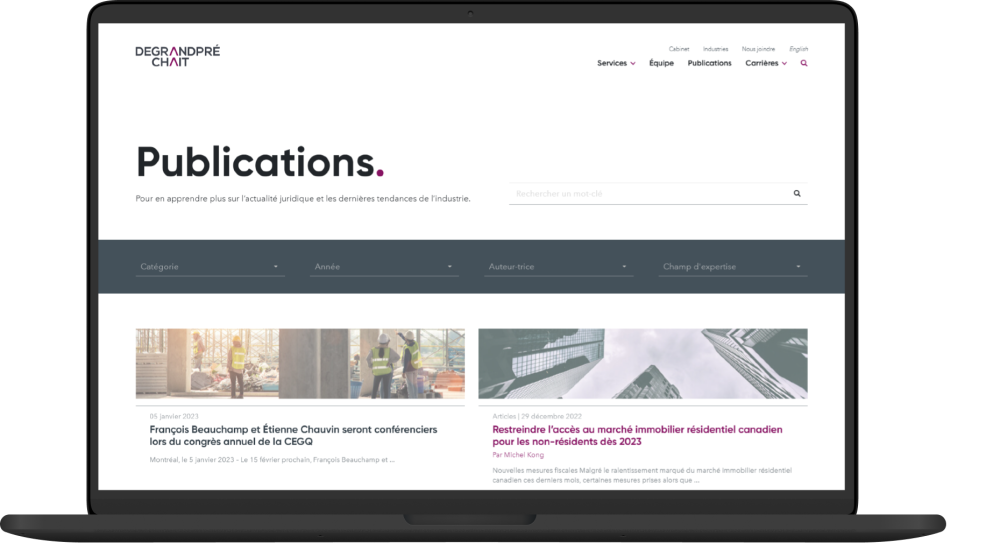 DEGRANDPRÉ
CHAIT
Cabinet Industries Nous joindre English
Services Équipe Publications Carrières
Publications.
Pour en apprendre plus sur l'actualité juridique et les dernières tendances de l'industrie.
Rechercher un mot-clé
Catégorie Année Auteur·trice Champ d'expertise
05 janvier 2023
François Beauchamp et Étienne Chauvin seront conférenciers
lors du congrès annuel de la CEGQ
Montréal, le 5 janvier 2023 – Le 15 février prochain, François Beauchamp et ...
Articles | 29 décembre 2022
Restreindre l'accès au marché immobilier résidentiel canadien
pour les non-résidents dès 2023
Par Michel Kong
Nouvelles mesures fiscales Malgré le ralentissement marqué du marché immobilier résidentiel
canadien ces derniers mois, certaines mesures prises alors que ...